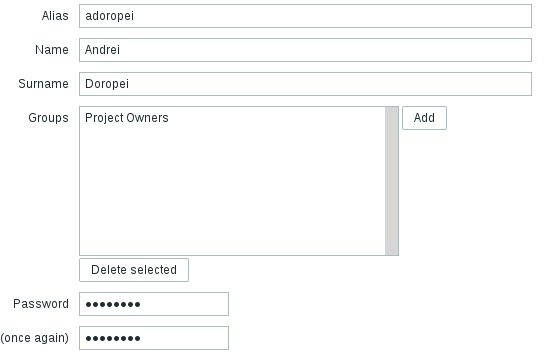 Alias adoropei
Name Andrei
Surname Doropei
Groups Project Owners Add
Delete selected
Password ●●●●●●●●
(once again) ●●●●●●●●